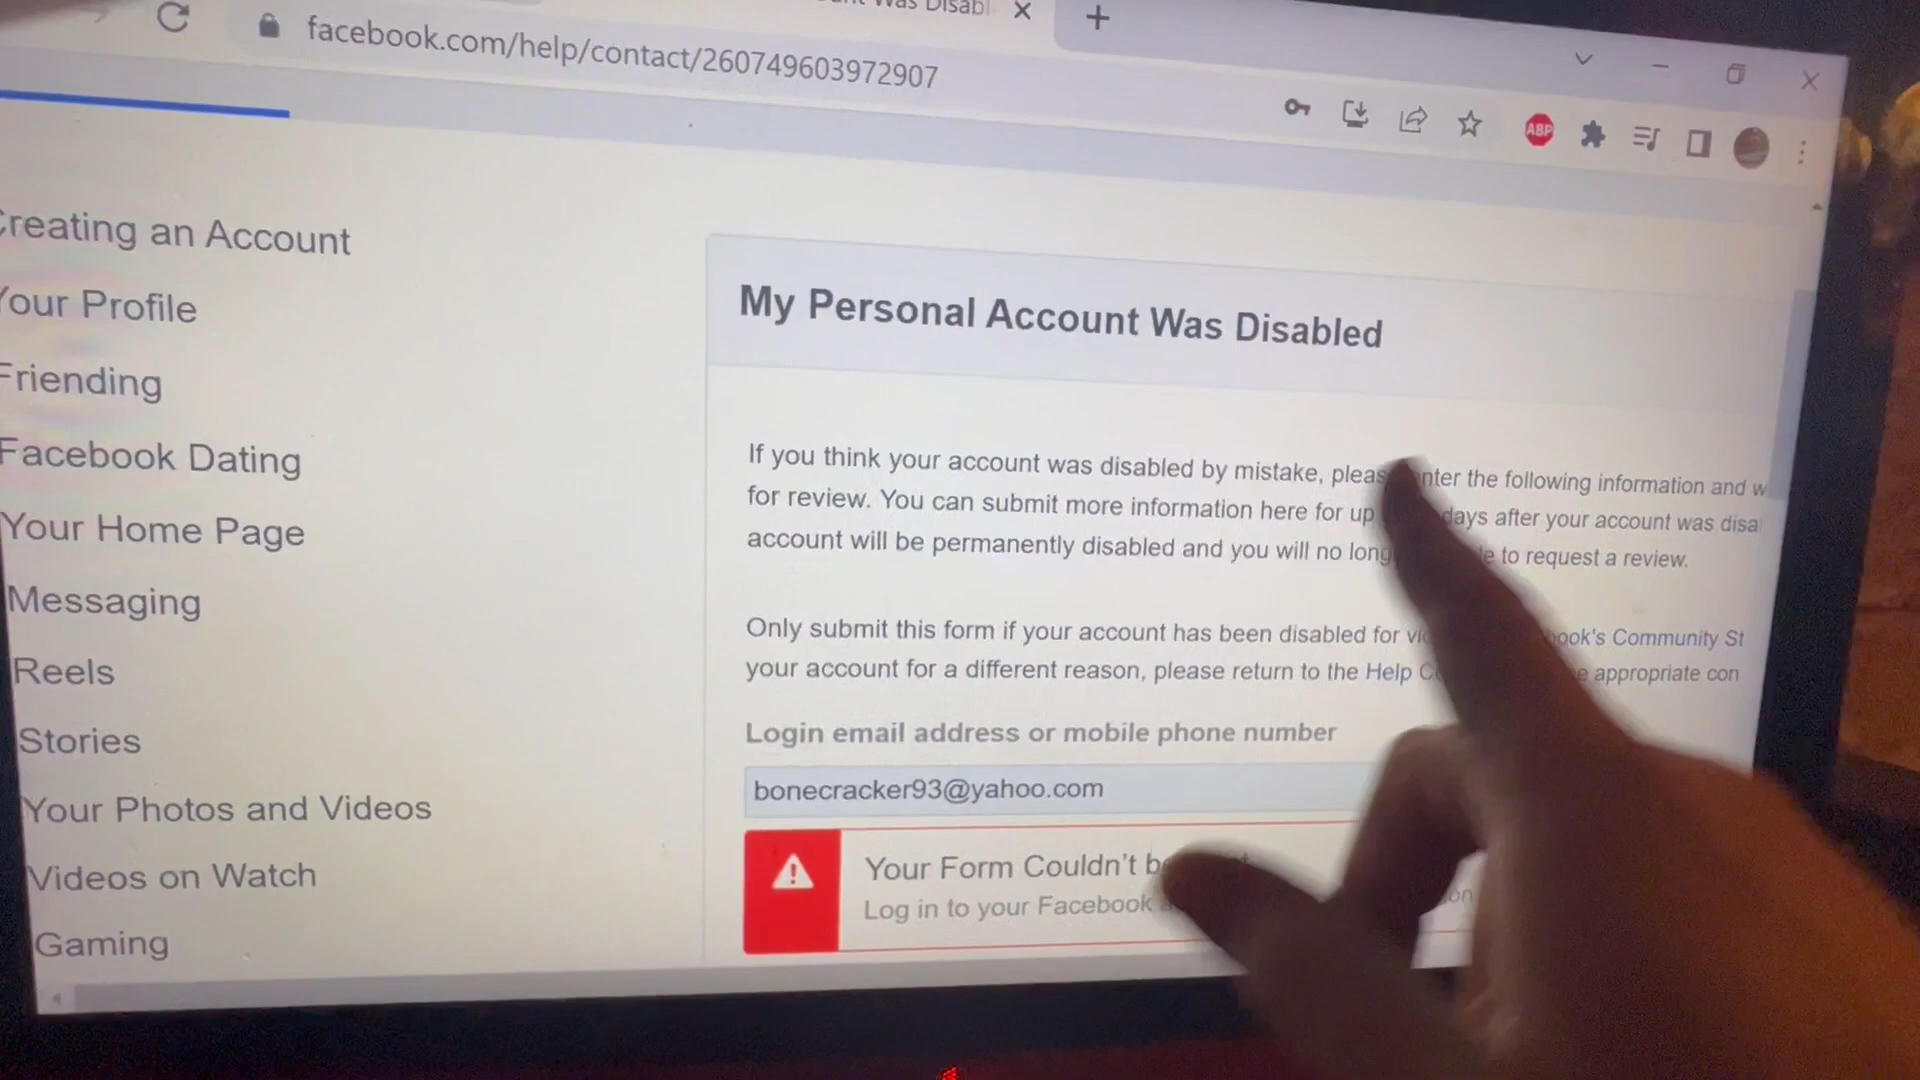 Was Disabl
facebook.com/help/contact/260749603972907
ABP
Creating an Account
Your Profile
Friending
Facebook Dating
Your Home Page
Messaging
Reels
Stories
Your Photos and Videos
Videos on Watch
Gaming
My Personal Account Was Disabled
If you think your account was disabled by mistake, pleas nter the following information and w
for review. You can submit more information here for up days after your account was disa
account will be permanently disabled and you will no long to request a review.
Only submit this form if your account has been disabled for ook's Community St
your account for a different reason, please return to the Help appropriate con
Login email address or mobile phone number
bonecracker93@yahoo.com
Your Form Couldn't
Log in to your Facebook